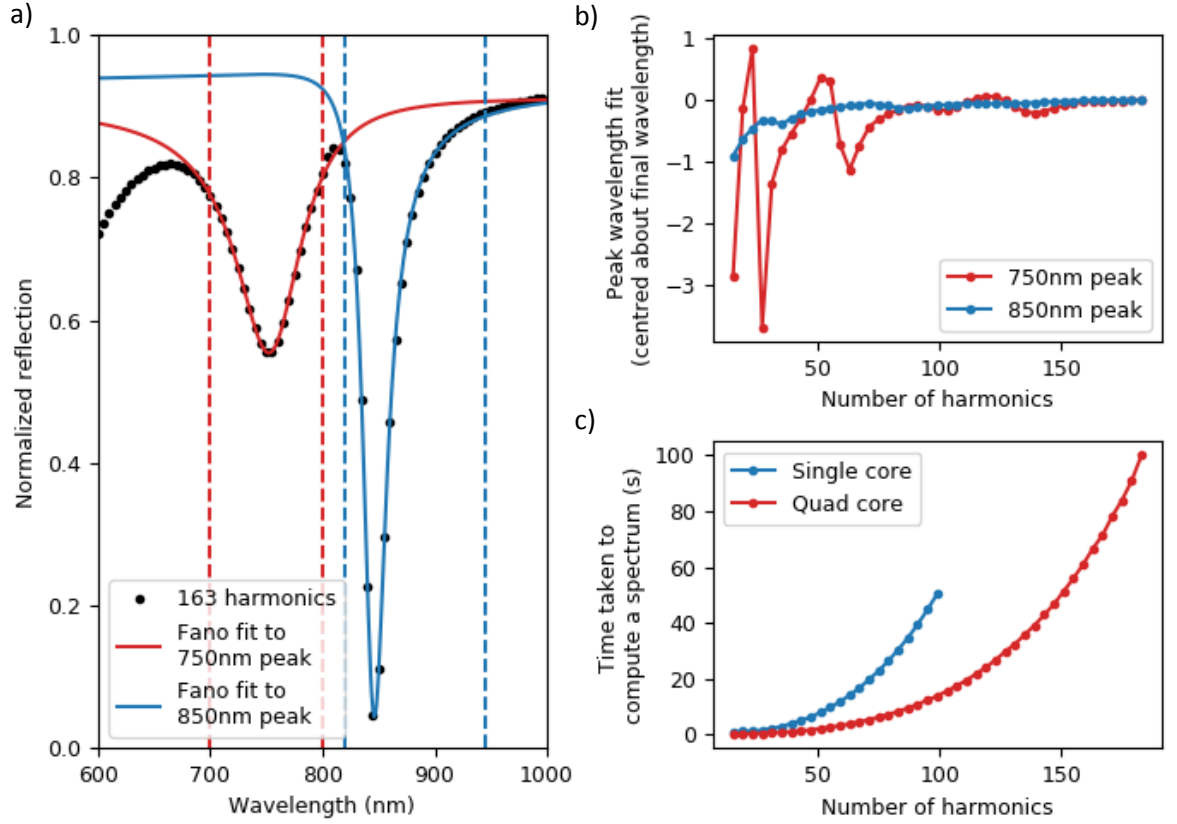 a)
Normalized reflection
1.0
0.8
0.6
0.4
0.2
0.0
163 harmonics
Fano fit to
750nm peak
Fano fit to
850nm peak
600
700
800
900
1000
Wavelength (nm)
b)
Peak wavelength fit
(centred about final wavelength)
1
0
−1
−2
−3
750nm peak
850nm peak
50
100
150
Number of harmonics
c)
Time taken to
compute a spectrum (s)
100
80
60
40
20
0
Single core
Quad core
50
100
150
Number of harmonics